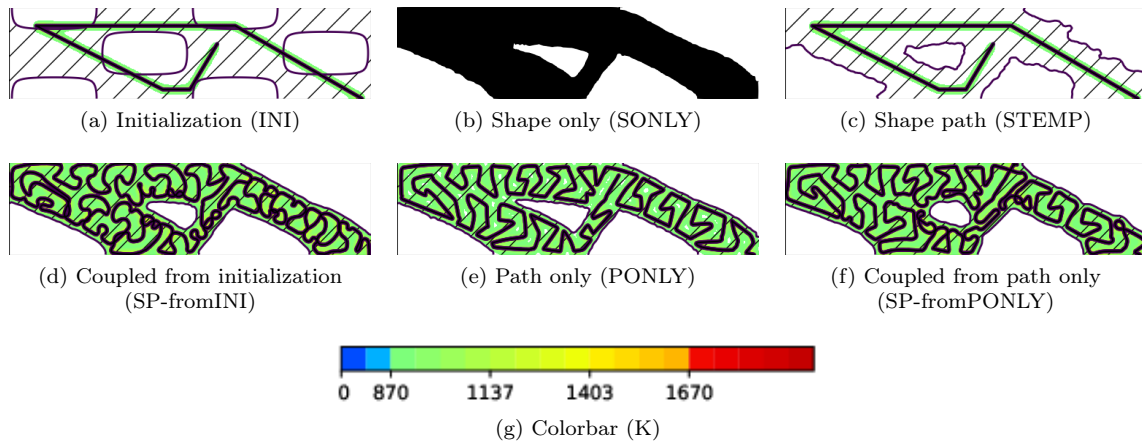 (a) Initialization (INI)
(b) Shape only (SONLY)
(c) Shape path (STEMP)
(d) Coupled from initialization
(SP-fromINI)
(e) Path only (PONLY)
(f) Coupled from path only
(SP-fromPONLY)
0 870 1137 1403 1670
(g) Colorbar (K)